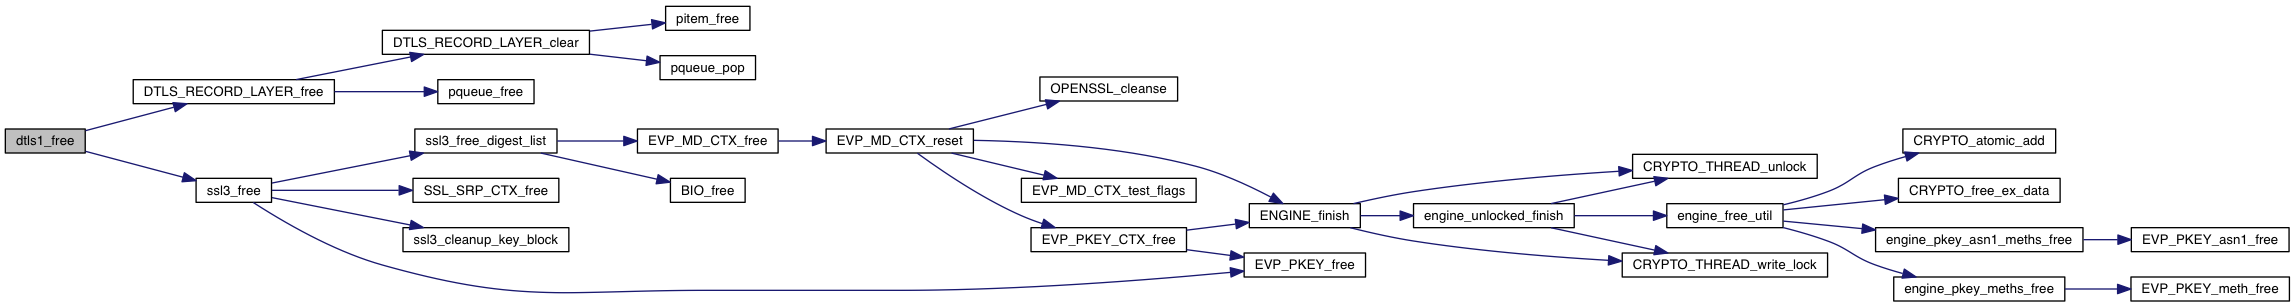 dtls1_free
DTLS_RECORD_LAYER_free
ssl3_free
DTLS_RECORD_LAYER_clear
pqueue_free
pitem_free
pqueue_pop
ssl3_free_digest_list
SSL_SRP_CTX_free
ssl3_cleanup_key_block
EVP_MD_CTX_free
BIO_free
EVP_MD_CTX_reset
OPENSSL_cleanse
EVP_MD_CTX_test_flags
EVP_PKEY_CTX_free
ENGINE_finish
EVP_PKEY_free
engine_unlocked_finish
CRYPTO_THREAD_unlock
engine_free_util
CRYPTO_THREAD_write_lock
CRYPTO_atomic_add
CRYPTO_free_ex_data
engine_pkey_asn1_meths_free
engine_pkey_meths_free
EVP_PKEY_asn1_free
EVP_PKEY_meth_free